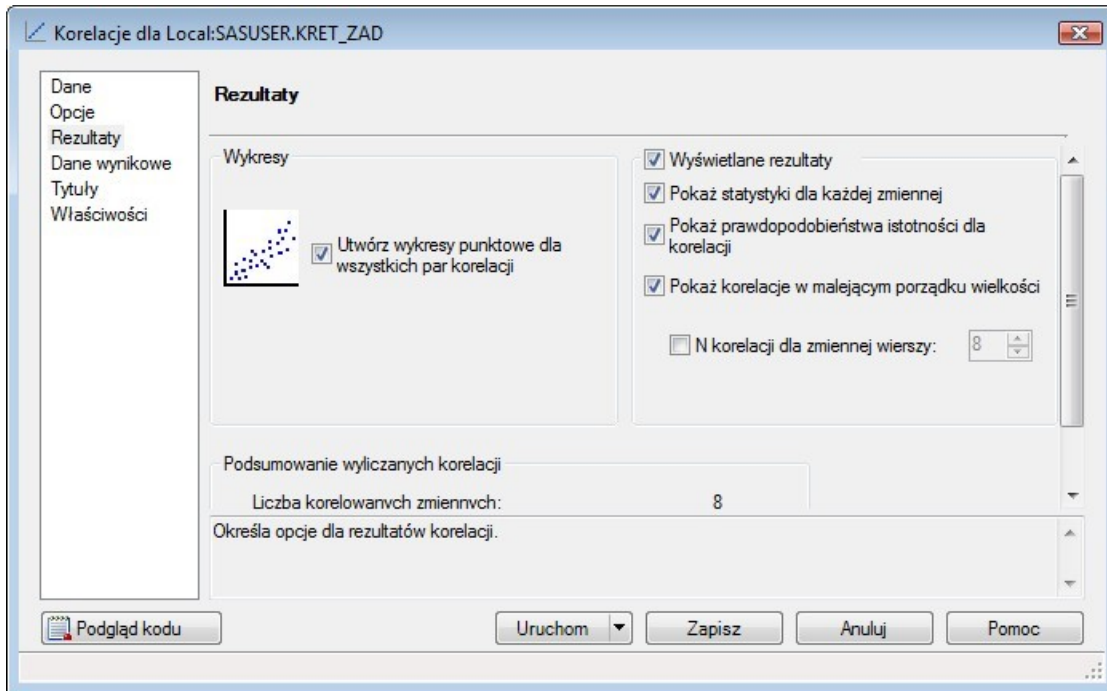 Korelacje dla Local:SASUSER.KRET_ZAD
Dane
Opcje
Rezultaty
Dane wynikowe
Tytuły
Właściwości
Rezultaty
Wykresy
Utwórz wykresy punktowe dla
wszystkich par korelacji
Wyświetlane rezultaty
Pokaż statystyki dla każdej zmiennej
Pokaż prawdopodobieństwa istotności dla
korelacji
Pokaż korelacje w malejącym porządku wielkości
N korelacji dla zmiennej wierszy: 8
Podsumowanie wyliczanych korelacji
Liczba korelowanych zmiennych: 8
Określa opcje dla rezultatów korelacji.
Podgląd kodu
Uruchom
Zapisz
Anuluj
Pomoc